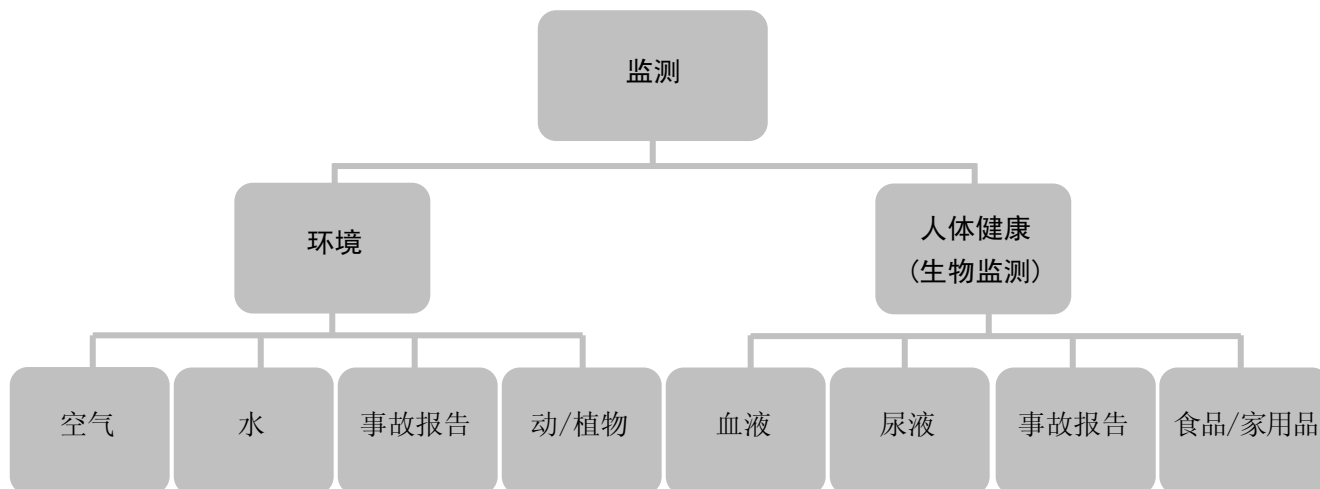 监测
环境
人体健康
(生物监测)
空气
水
事故报告
动/植物
血液
尿液
事故报告
食品/家用品